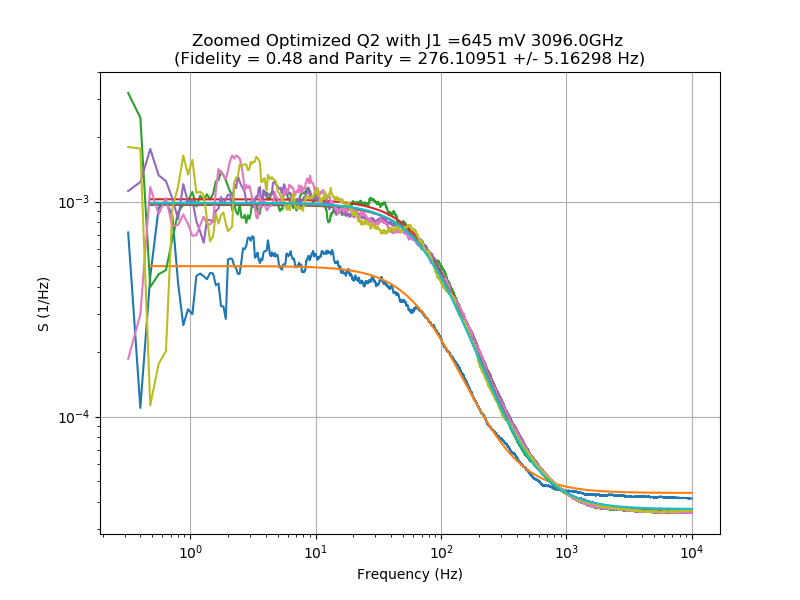 Zoomed Optimized Q2 with J1 =645 mV 3096.0GHz
(Fidelity = 0.48 and Parity = 276.10951 +/- 5.16298 Hz)
S (1/Hz)
10⁻³
10⁻⁴
10⁰ 10¹ 10² 10³ 10⁴
Frequency (Hz)